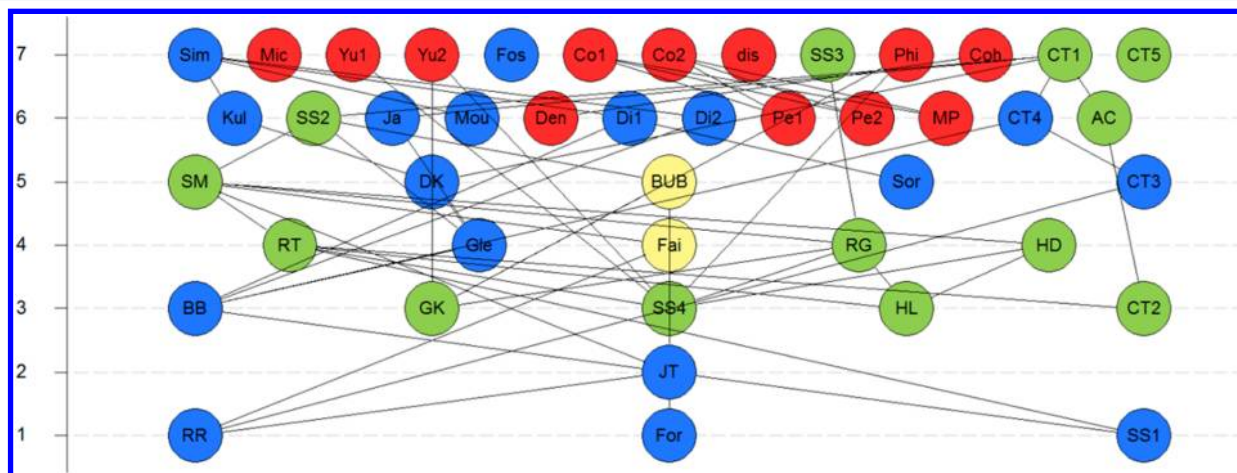 7 Sim Mic Yu1 Yu2 Fos Co1 Co2 dis SS3 Phi Coh CT1 CT5
6 Kul SS2 Ja Mou Den Di1 Di2 Pe1 Pe2 MP CT4 AC
5 SM DK BUB Sor CT3
4 RT Gle Fai RG HD
3 BB GK SS4 HL CT2
2 JT
1 RR For SS1